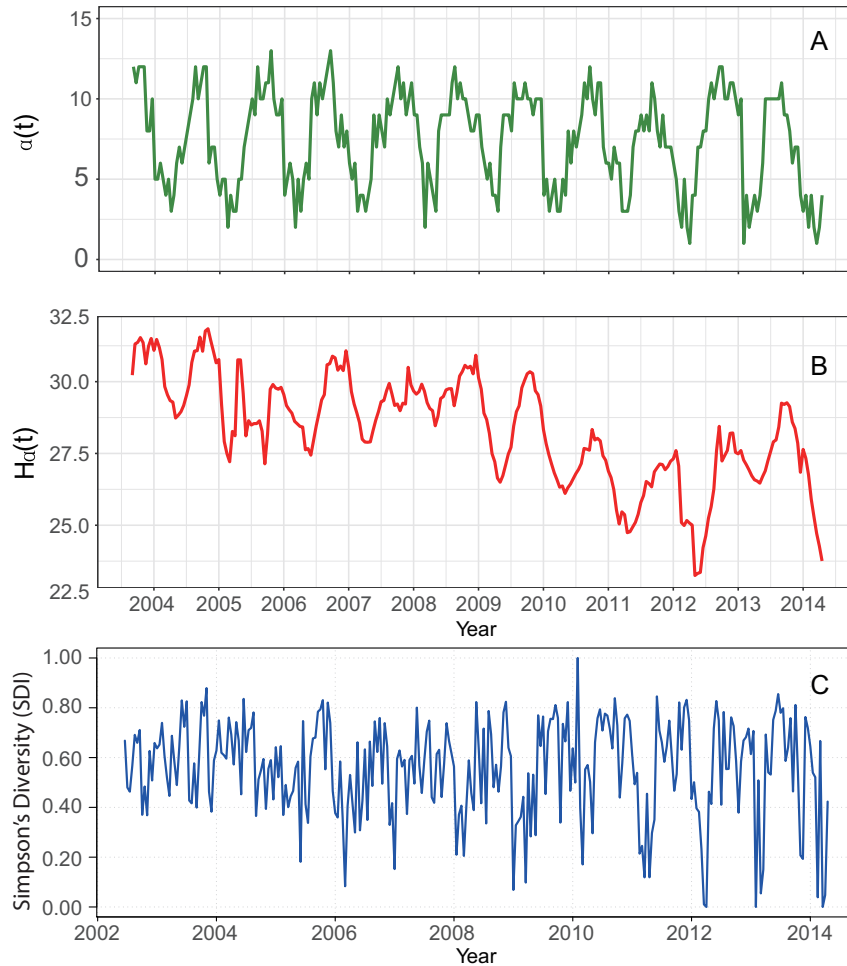 A
15
10
5
0
α(t)
B
32.5
30.0
27.5
25.0
22.5
Hα(t)
2004 2005 2006 2007 2008 2009 2010 2011 2012 2013 2014
Year
C
1.00
0.80
0.60
0.40
0.20
0.00
Simpson's Diversity (SDI)
2002 2004 2006 2008 2010 2012 2014
Year